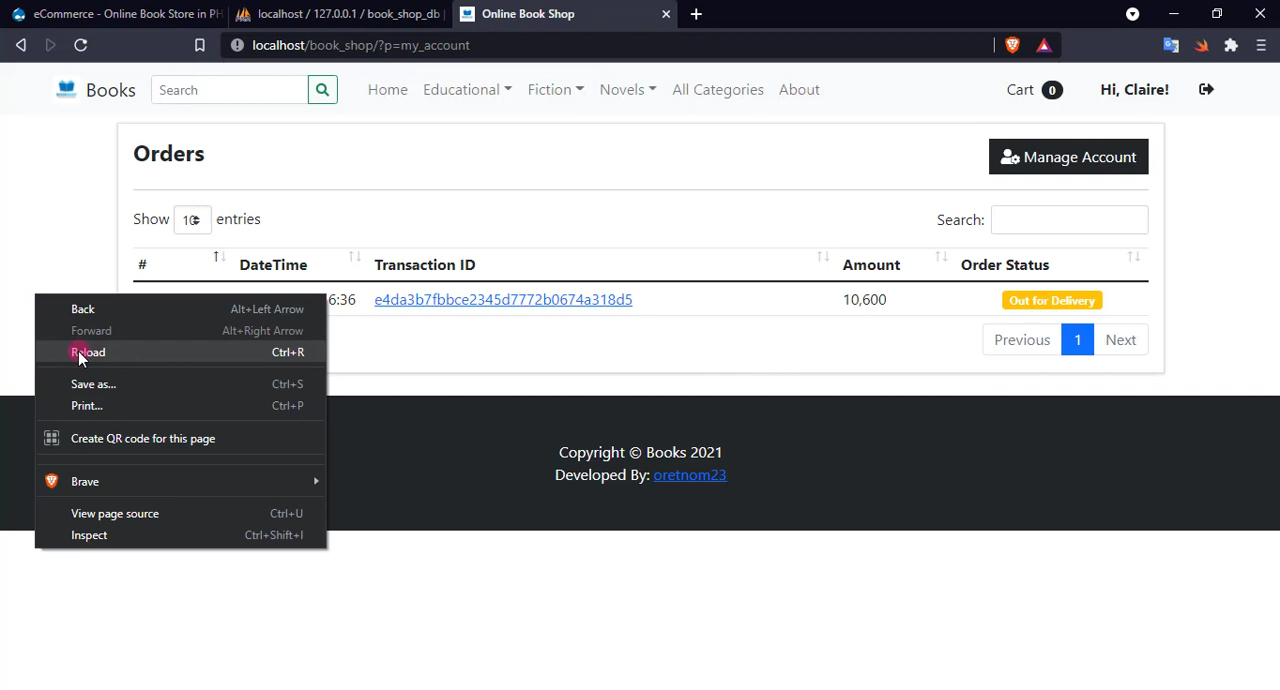 eCommerce - Online Book Store in PH
localhost / 127.0.0.1 / book_shop_db
Online Book Shop
localhost/book_shop/?p=my_account
Books
Search
Home
Educational
Fiction
Novels
All Categories
About
Cart 0
Hi, Claire!
Orders
Manage Account
Show 10 entries
Search:
# DateTime Transaction ID Amount Order Status
6:36 e4da3b7fbbce2345d7772b0674a318d5 10,600 Out for Delivery
Previous 1 Next
Back Alt+Left Arrow
Forward Alt+Right Arrow
Reload Ctrl+R
Save as... Ctrl+S
Print... Ctrl+P
Create QR code for this page
Brave
View page source Ctrl+U
Inspect Ctrl+Shift+I
Copyright © Books 2021
Developed By: oretnom23